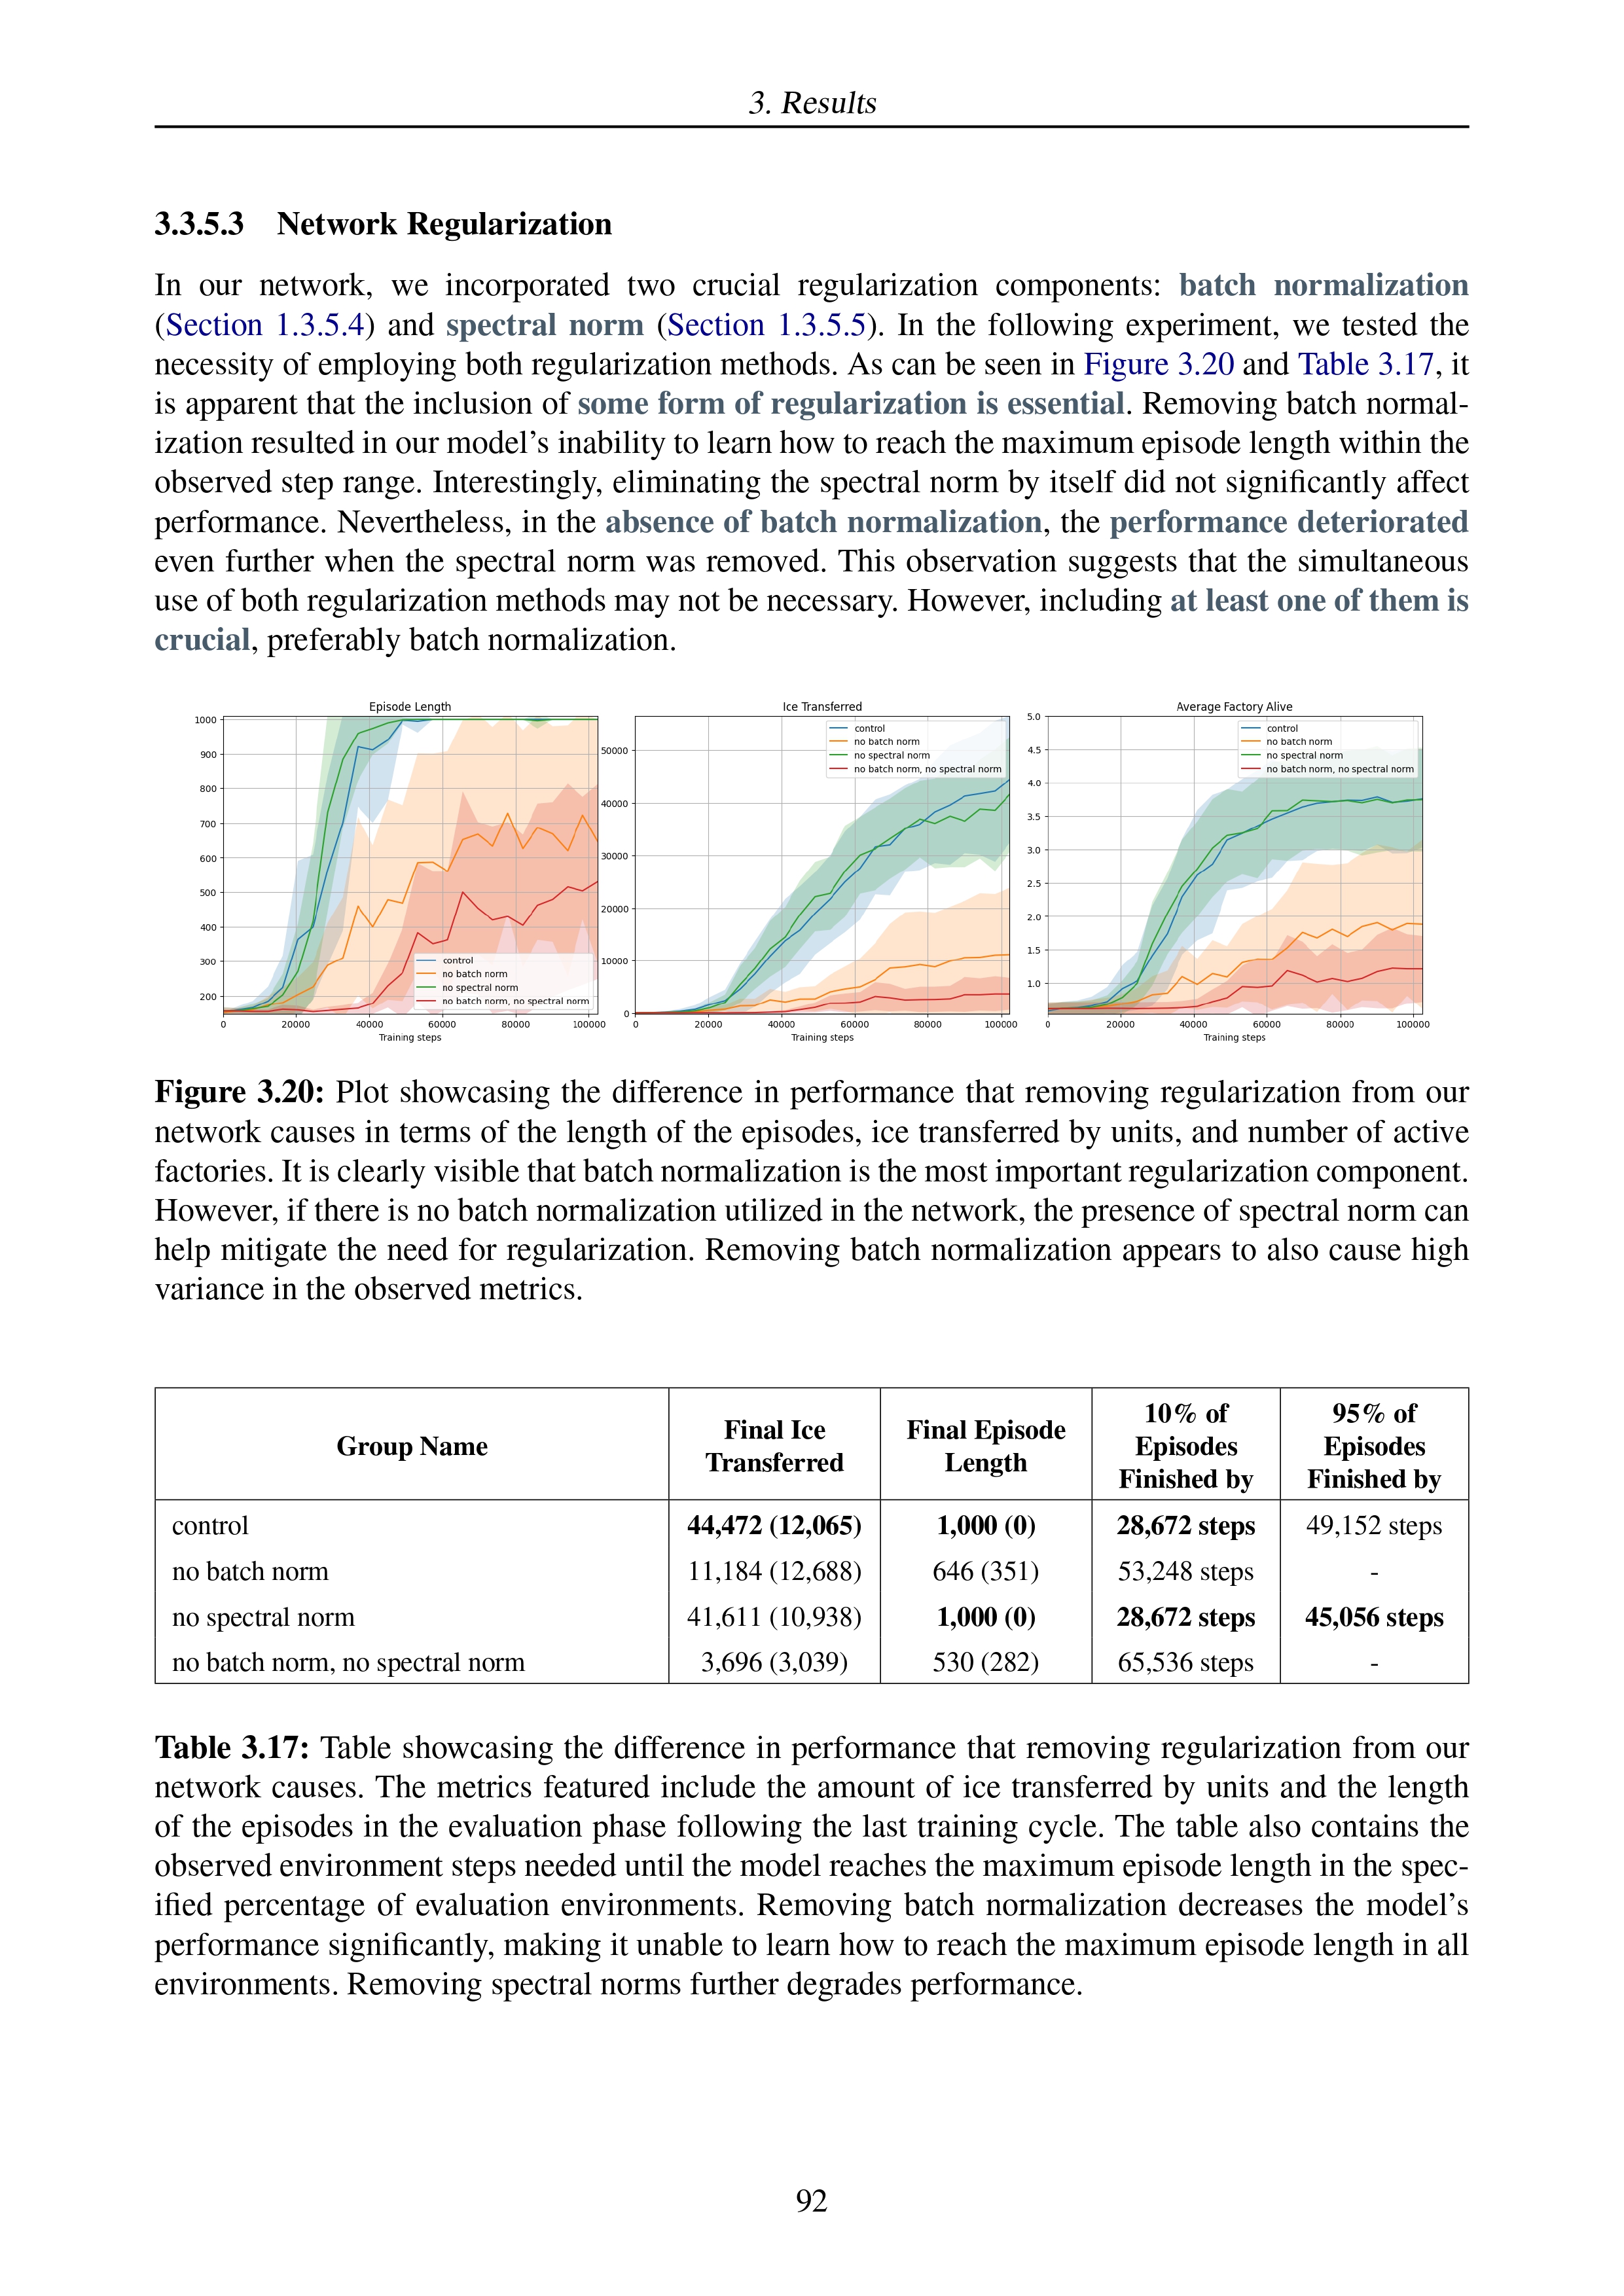 3. Results
3.3.5.3 Network Regularization
In our network, we incorporated two crucial regularization components: batch normalization
(Section 1.3.5.4) and spectral norm (Section 1.3.5.5). In the following experiment, we tested the
necessity of employing both regularization methods. As can be seen in Figure 3.20 and Table 3.17, it
is apparent that the inclusion of some form of regularization is essential. Removing batch normal-
ization resulted in our model's inability to learn how to reach the maximum episode length within the
observed step range. Interestingly, eliminating the spectral norm by itself did not significantly affect
performance. Nevertheless, in the absence of batch normalization, the performance deteriorated
even further when the spectral norm was removed. This observation suggests that the simultaneous
use of both regularization methods may not be necessary. However, including at least one of them is
crucial, preferably batch normalization.
Episode Length
1000
900
800
700
600
500
400
300
200
control
no batch norm
no spectral norm
no batch norm, no spectral norm
0 20000 40000 60000 80000 100000
Training steps
Ice Transferred
50000
40000
30000
20000
10000
0
control
no batch norm
no spectral norm
no batch norm, no spectral norm
0 20000 40000 60000 80000 100000
Training steps
Average Factory Alive
5.0
4.5
4.0
3.5
3.0
2.5
2.0
1.5
1.0
control
no batch norm
no spectral norm
no batch norm, no spectral norm
0 20000 40000 60000 80000 100000
Training steps
Figure 3.20: Plot showcasing the difference in performance that removing regularization from our
network causes in terms of the length of the episodes, ice transferred by units, and number of active
factories. It is clearly visible that batch normalization is the most important regularization component.
However, if there is no batch normalization utilized in the network, the presence of spectral norm can
help mitigate the need for regularization. Removing batch normalization appears to also cause high
variance in the observed metrics.
Group Name
Final Ice
Transferred
Final Episode
Length
10% of
Episodes
Finished by
95% of
Episodes
Finished by
control 44,472 (12,065) 1,000 (0) 28,672 steps 49,152 steps
no batch norm 11,184 (12,688) 646 (351) 53,248 steps -
no spectral norm 41,611 (10,938) 1,000 (0) 28,672 steps 45,056 steps
no batch norm, no spectral norm 3,696 (3,039) 530 (282) 65,536 steps -
Table 3.17: Table showcasing the difference in performance that removing regularization from our
network causes. The metrics featured include the amount of ice transferred by units and the length
of the episodes in the evaluation phase following the last training cycle. The table also contains the
observed environment steps needed until the model reaches the maximum episode length in the spec-
ified percentage of evaluation environments. Removing batch normalization decreases the model's
performance significantly, making it unable to learn how to reach the maximum episode length in all
environments. Removing spectral norms further degrades performance.
92